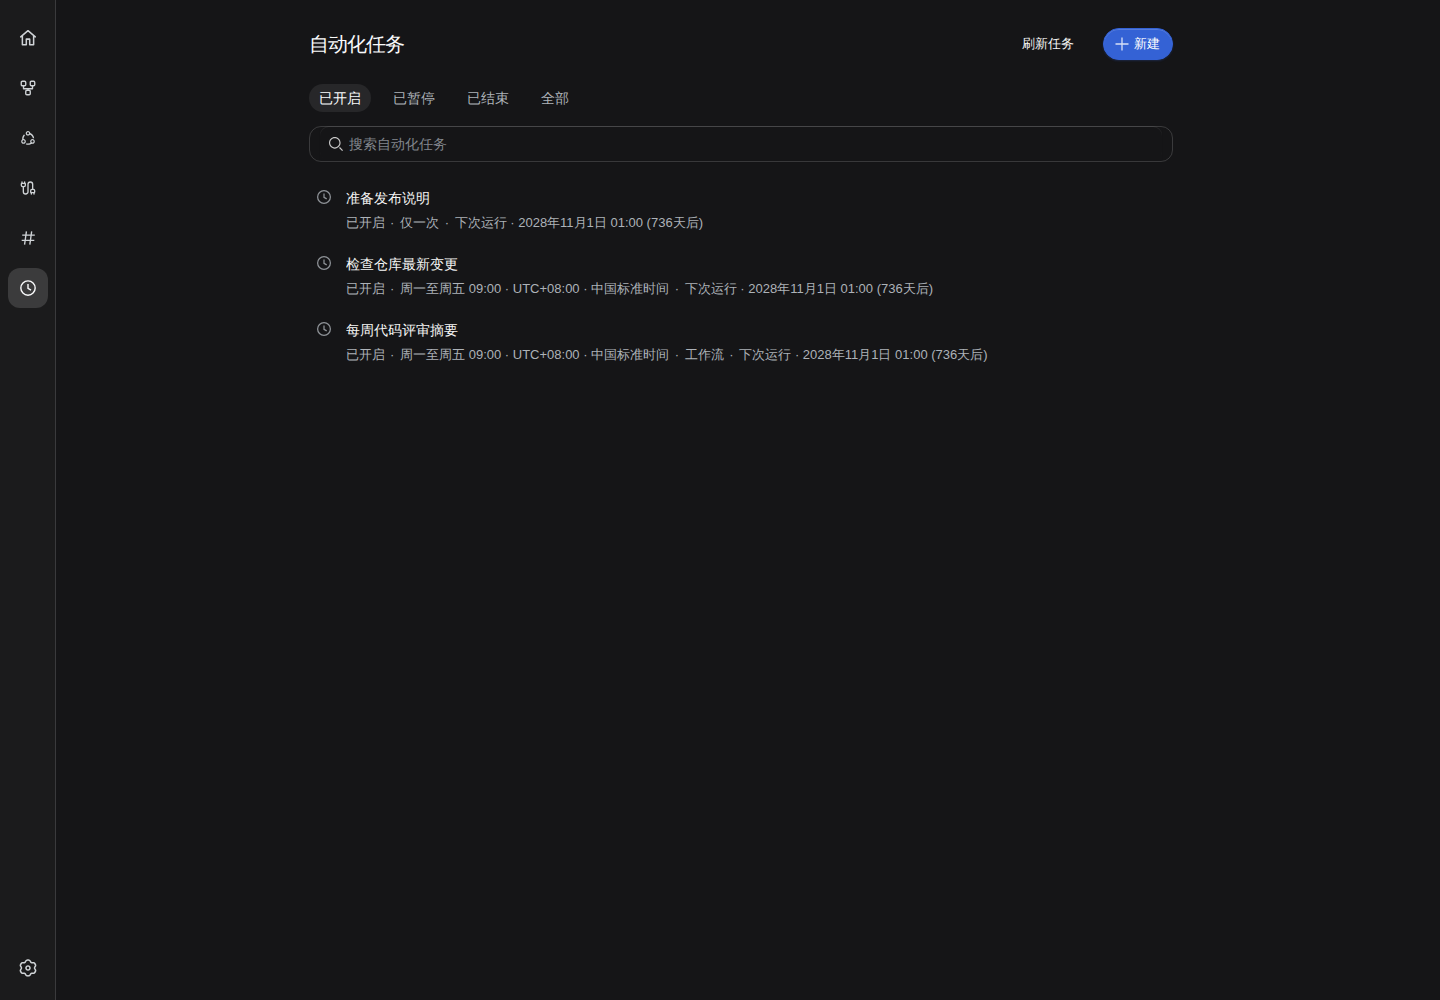 自动化任务
刷新任务
新建
已开启 已暂停 已结束 全部
搜索自动化任务
准备发布说明
已开启 · 仅一次 · 下次运行 · 2028年11月1日 01:00 (736天后)
检查仓库最新变更
已开启 · 周一至周五 09:00 · UTC+08:00 · 中国标准时间 · 下次运行 · 2028年11月1日 01:00 (736天后)
每周代码评审摘要
已开启 · 周一至周五 09:00 · UTC+08:00 · 中国标准时间 · 工作流 · 下次运行 · 2028年11月1日 01:00 (736天后)